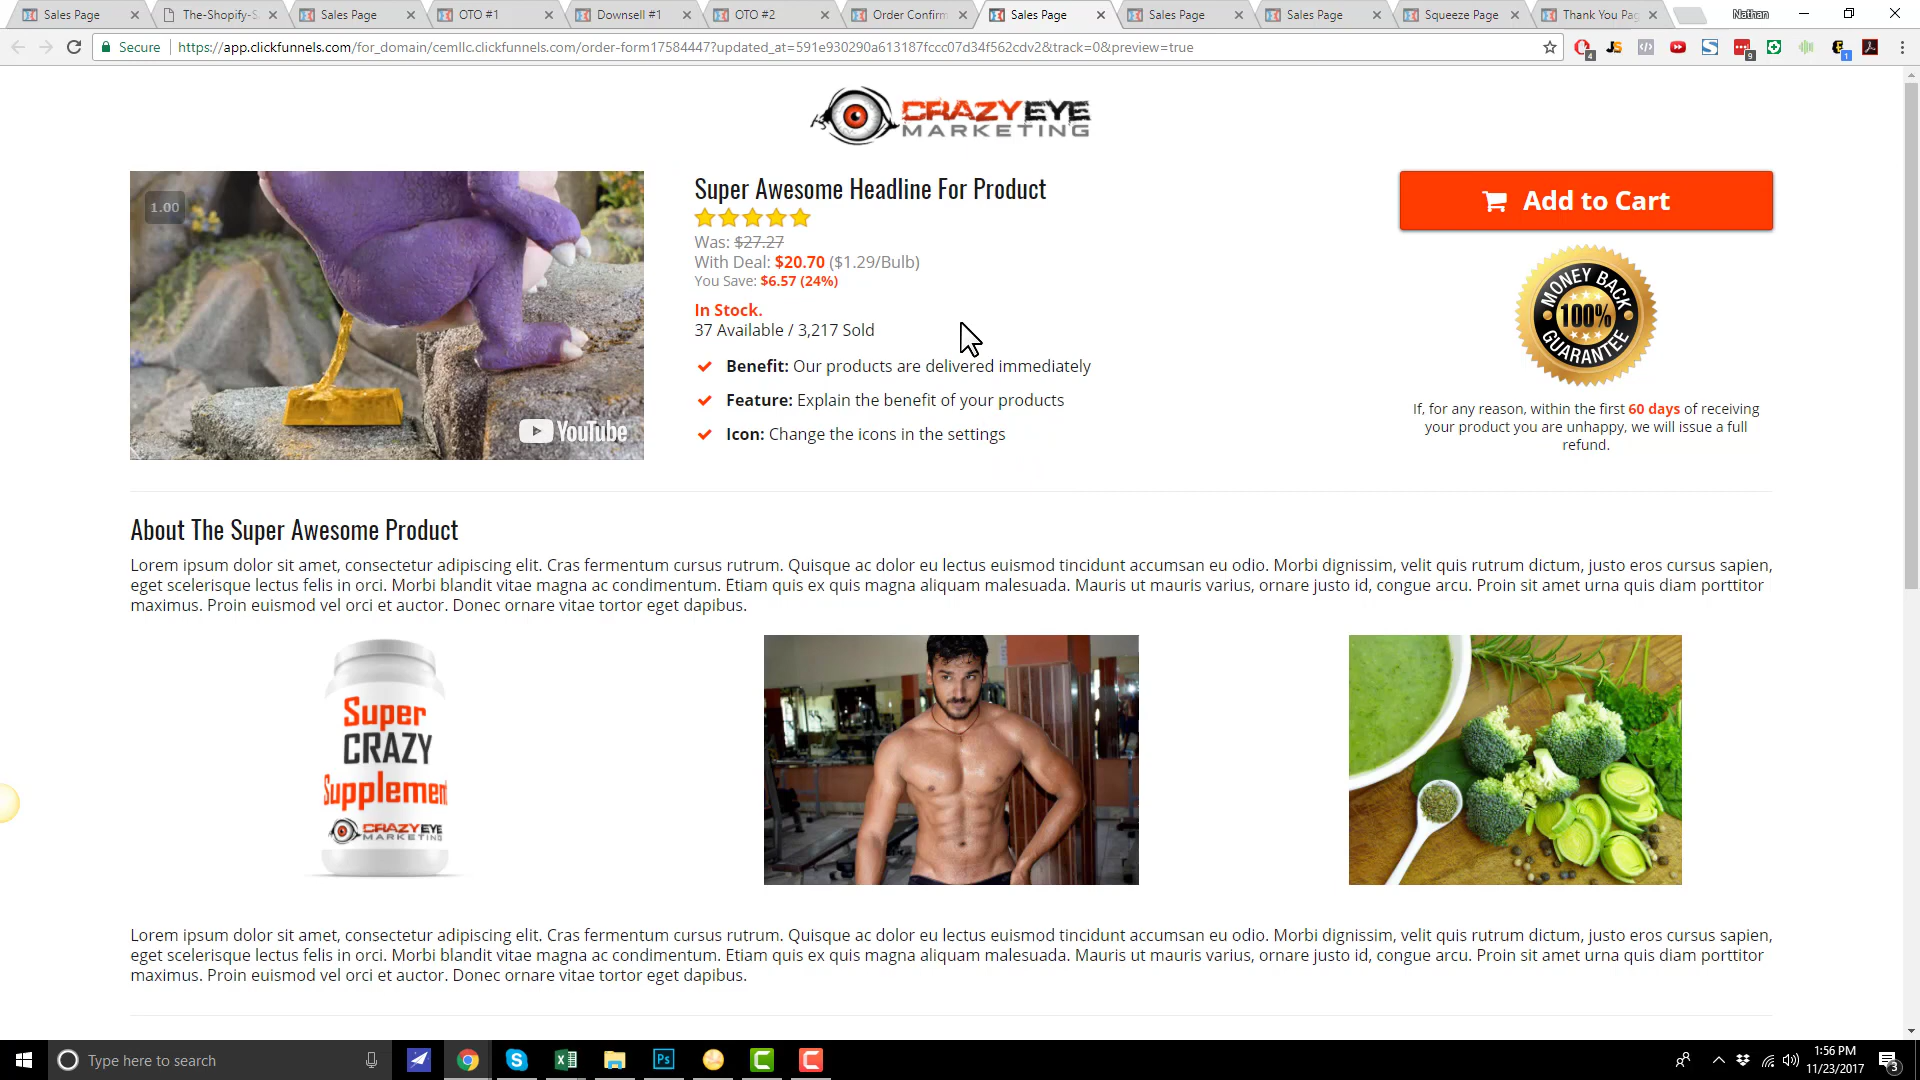 Sales Page
The-Shopify-S
Sales Page
OTO #1
Downsell #1
OTO #2
Order Confirm
Sales Page
Sales Page
Sales Page
Squeeze Page
Thank You Pag
Nathan
Secure
https://app.clickfunnels.com/for_domain/cemllc.clickfunnels.com/order-form17584447?updated_at=591e930290a613187fccc07d34f562cdv2&track=0&preview=true
4
JS
9
1
CRAZYEYE
MARKETING
1.00
YouTube
Super Awesome Headline For Product
Was: $27.27
With Deal: $20.70 ($1.29/Bulb)
You Save: $6.57 (24%)
In Stock.
37 Available / 3,217 Sold
Benefit: Our products are delivered immediately
Feature: Explain the benefit of your products
Icon: Change the icons in the settings
Add to Cart
MONEY BACK
100%
GUARANTEE
If, for any reason, within the first 60 days of receiving
your product you are unhappy, we will issue a full
refund.
About The Super Awesome Product
Lorem ipsum dolor sit amet, consectetur adipiscing elit. Cras fermentum cursus rutrum. Quisque ac dolor eu lectus euismod tincidunt accumsan eu odio. Morbi dignissim, velit quis rutrum dictum, justo eros cursus sapien,
eget scelerisque lectus felis in orci. Morbi blandit vitae magna ac condimentum. Etiam quis ex quis magna aliquam malesuada. Mauris ut mauris varius, ornare justo id, congue arcu. Proin sit amet urna quis diam porttitor
maximus. Proin euismod vel orci et auctor. Donec ornare vitae tortor eget dapibus.
Super
CRAZY
Supplement
CRAZYEYE
MARKETING
Lorem ipsum dolor sit amet, consectetur adipiscing elit. Cras fermentum cursus rutrum. Quisque ac dolor eu lectus euismod tincidunt accumsan eu odio. Morbi dignissim, velit quis rutrum dictum, justo eros cursus sapien,
eget scelerisque lectus felis in orci. Morbi blandit vitae magna ac condimentum. Etiam quis ex quis magna aliquam malesuada. Mauris ut mauris varius, ornare justo id, congue arcu. Proin sit amet urna quis diam porttitor
maximus. Proin euismod vel orci et auctor. Donec ornare vitae tortor eget dapibus.
Type here to search
Ps
1:56 PM
11/23/2017
3